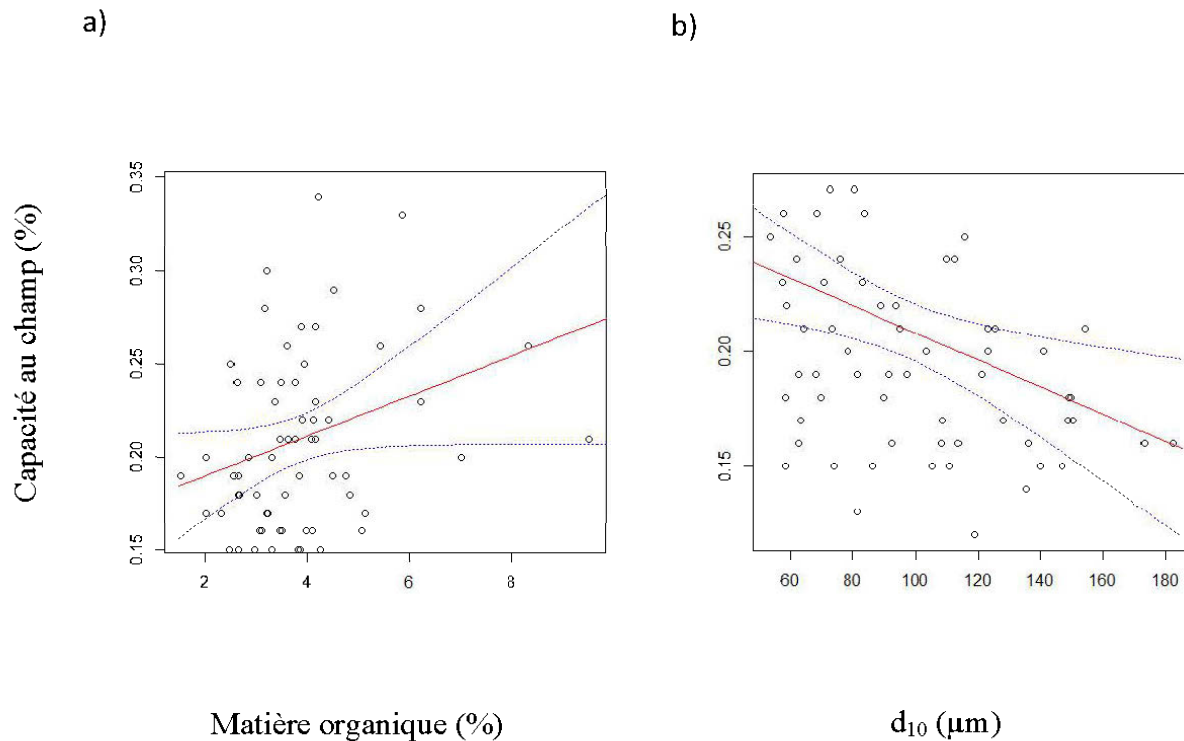 a)
b)
Capacité au champ (%)
0.35
0.30
0.25
0.20
0.15
2 4 6 8
0.25
0.20
0.15
60 80 100 120 140 160 180
Matière organique (%)
d₁₀ (µm)